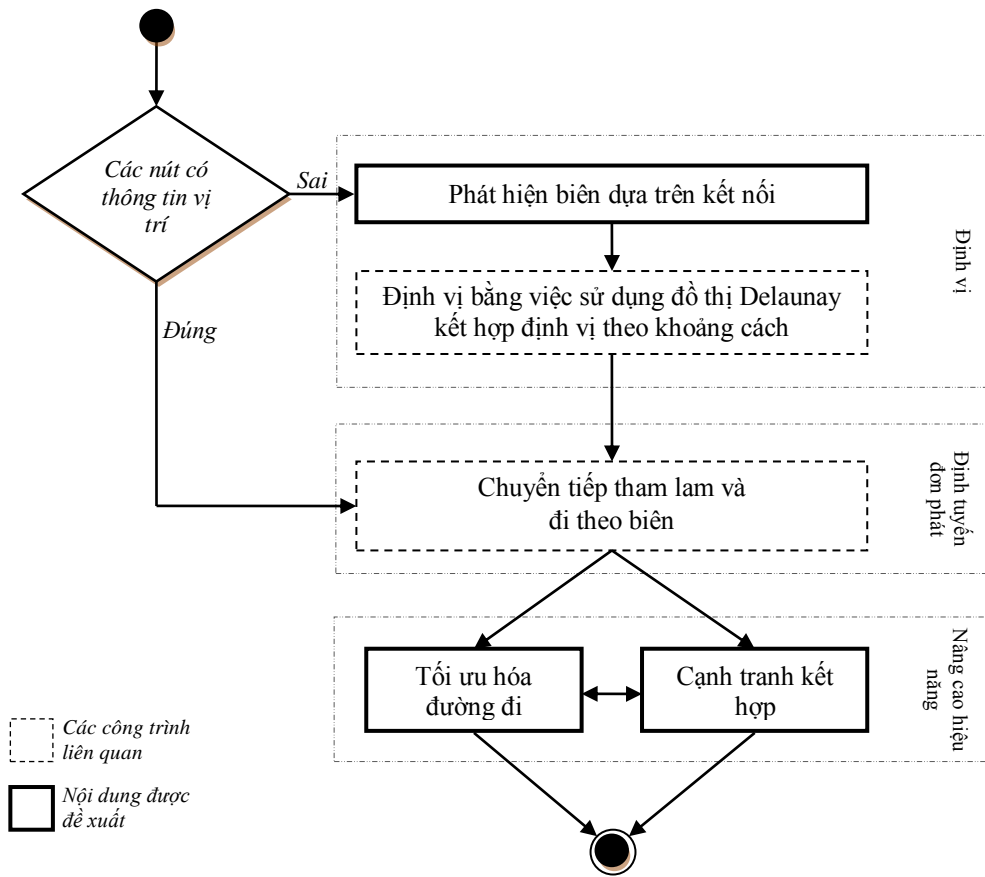 Các nút có
thông tin vị
trí
Sai
Đúng
Phát hiện biên dựa trên kết nối
Định vị bằng việc sử dụng đồ thị Delaunay
kết hợp định vị theo khoảng cách
Định vị
Chuyển tiếp tham lam và
đi theo biên
Định tuyến
đơn phát
Tối ưu hóa
đường đi
Cạnh tranh kết
hợp
Nâng cao hiệu
năng
Các công trình
liên quan
Nội dung được
đề xuất